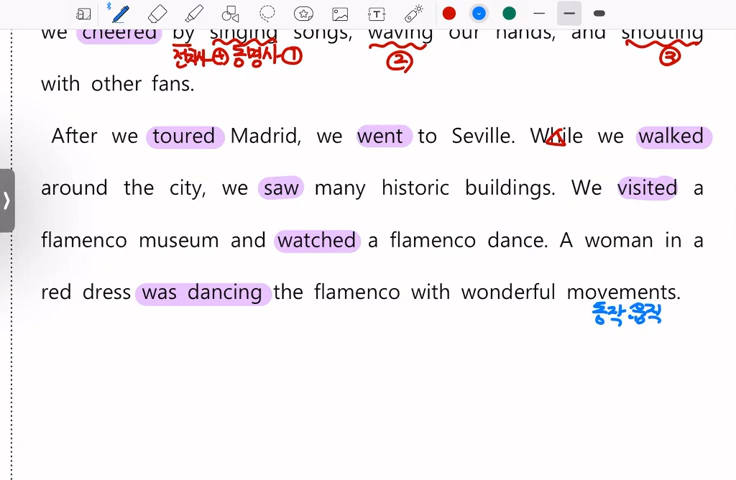 we cheered by singing songs, waving our hands, and shouting
전치사+동명사 ① ② ③
with other fans.
After we toured Madrid, we went to Seville. While we walked
around the city, we saw many historic buildings. We visited a
flamenco museum and watched a flamenco dance. A woman in a
red dress was dancing the flamenco with wonderful movements.
동작. 움직